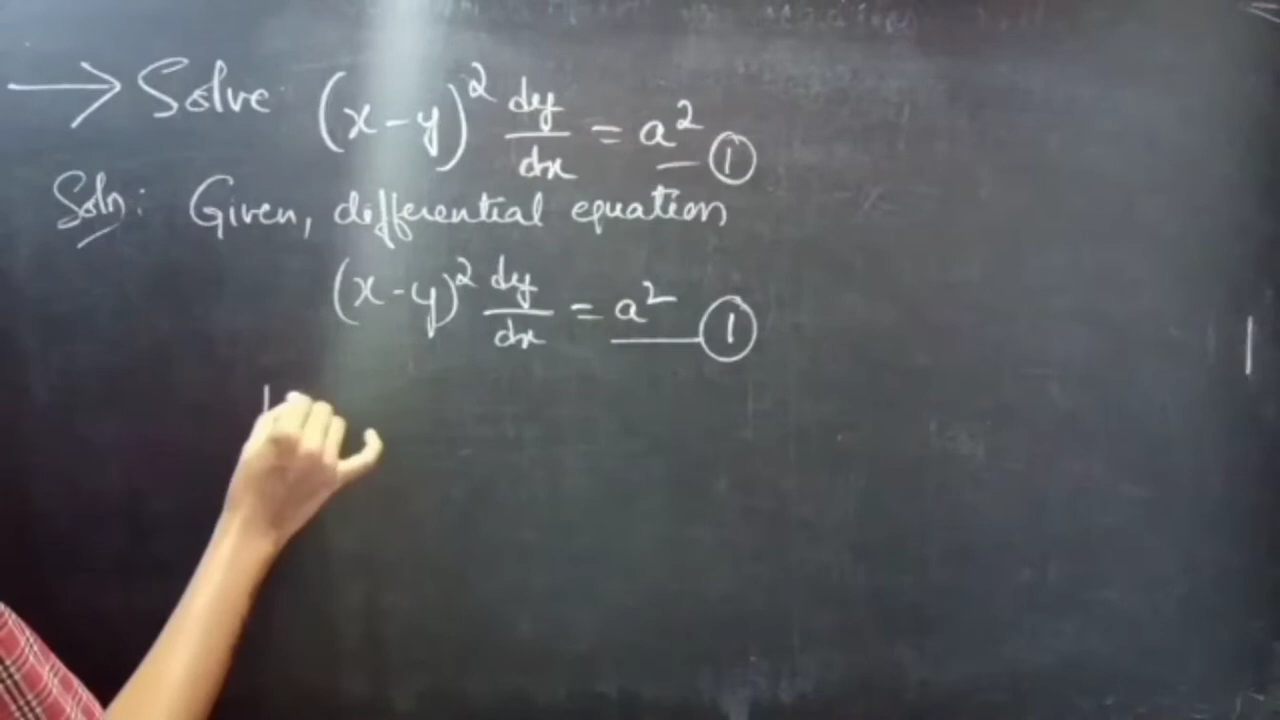 → Solve (x-y)² dy/dx = a² — ①
Soln: Given, differential equation
(x-y)² dy/dx = a² — ①